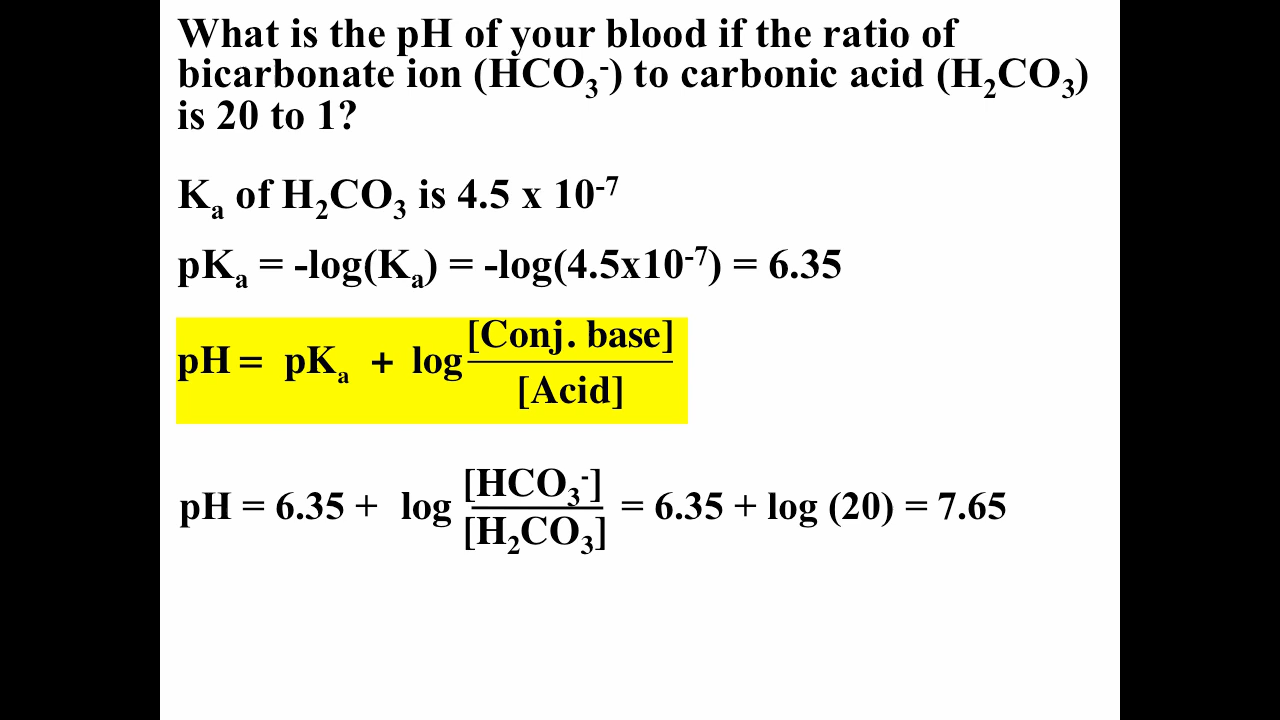 What is the pH of your blood if the ratio of
bicarbonate ion (HCO₃⁻) to carbonic acid (H₂CO₃)
is 20 to 1?
Kₐ of H₂CO₃ is 4.5 x 10⁻⁷
pKₐ = -log(Kₐ) = -log(4.5x10⁻⁷) = 6.35
pH = pKₐ + log [Conj. base] / [Acid]
pH = 6.35 + log [HCO₃⁻] / [H₂CO₃] = 6.35 + log (20) = 7.65